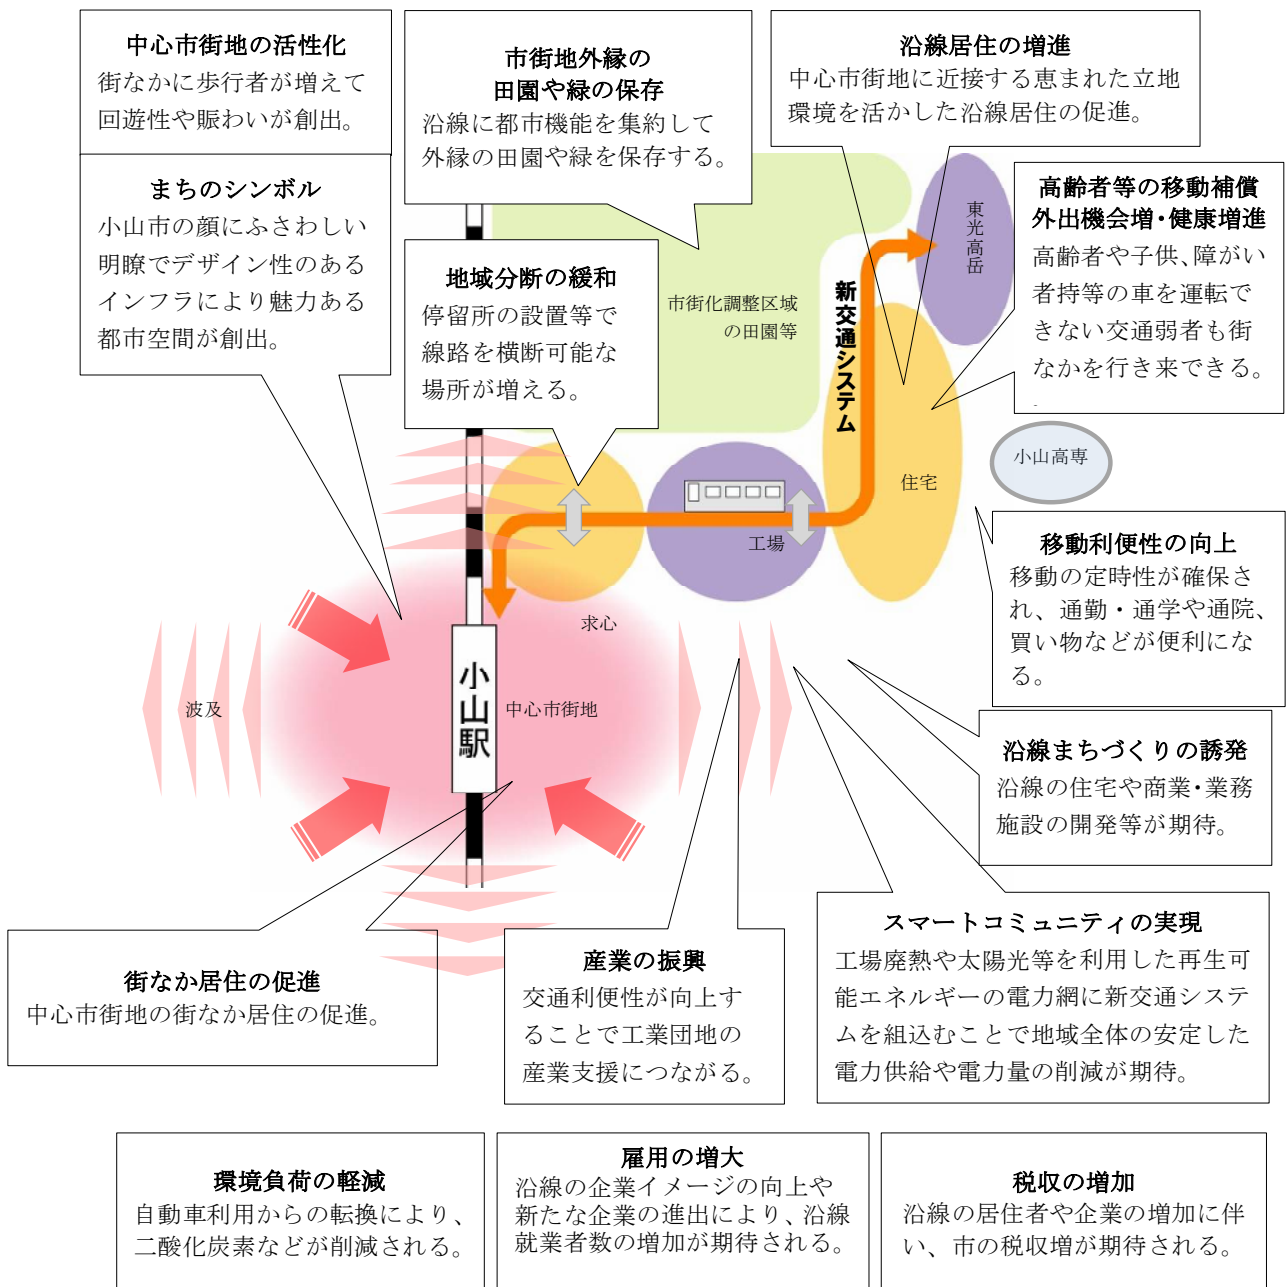 中心市街地の活性化
街なかに歩行者が増えて
回遊性や賑わいが創出。
市街地外縁の
田園や緑の保存
沿線に都市機能を集約して
外縁の田園や緑を保存する。
沿線居住の増進
中心市街地に近接する恵まれた立地
環境を活かした沿線居住の促進。
まちのシンボル
小山市の顔にふさわしい
明瞭でデザイン性のある
インフラにより魅力ある
都市空間が創出。
地域分断の緩和
停留所の設置等で
線路を横断可能な
場所が増える。
高齢者等の移動補償
外出機会増・健康増進
高齢者や子供、障がい
者持等の車を運転で
きない交通弱者も街
なかを行き来できる。
東光高岳
市街化調整区域
の田園等
新交通システム
小山高専
住宅
工場
移動利便性の向上
移動の定時性が確保さ
れ、通勤・通学や通院、
買い物などが便利にな
る。
求心
波及
小山駅
中心市街地
沿線まちづくりの誘発
沿線の住宅や商業・業務
施設の開発等が期待。
街なか居住の促進
中心市街地の街なか居住の促進。
産業の振興
交通利便性が向上す
ることで工業団地の
産業支援につながる。
スマートコミュニティの実現
工場廃熱や太陽光等を利用した再生可
能エネルギーの電力網に新交通システ
ムを組込むことで地域全体の安定した
電力供給や電力量の削減が期待。
環境負荷の軽減
自動車利用からの転換により、
二酸化炭素などが削減される。
雇用の増大
沿線の企業イメージの向上や
新たな企業の進出により、沿線
就業者数の増加が期待される。
税収の増加
沿線の居住者や企業の増加に伴
い、市の税収増が期待される。